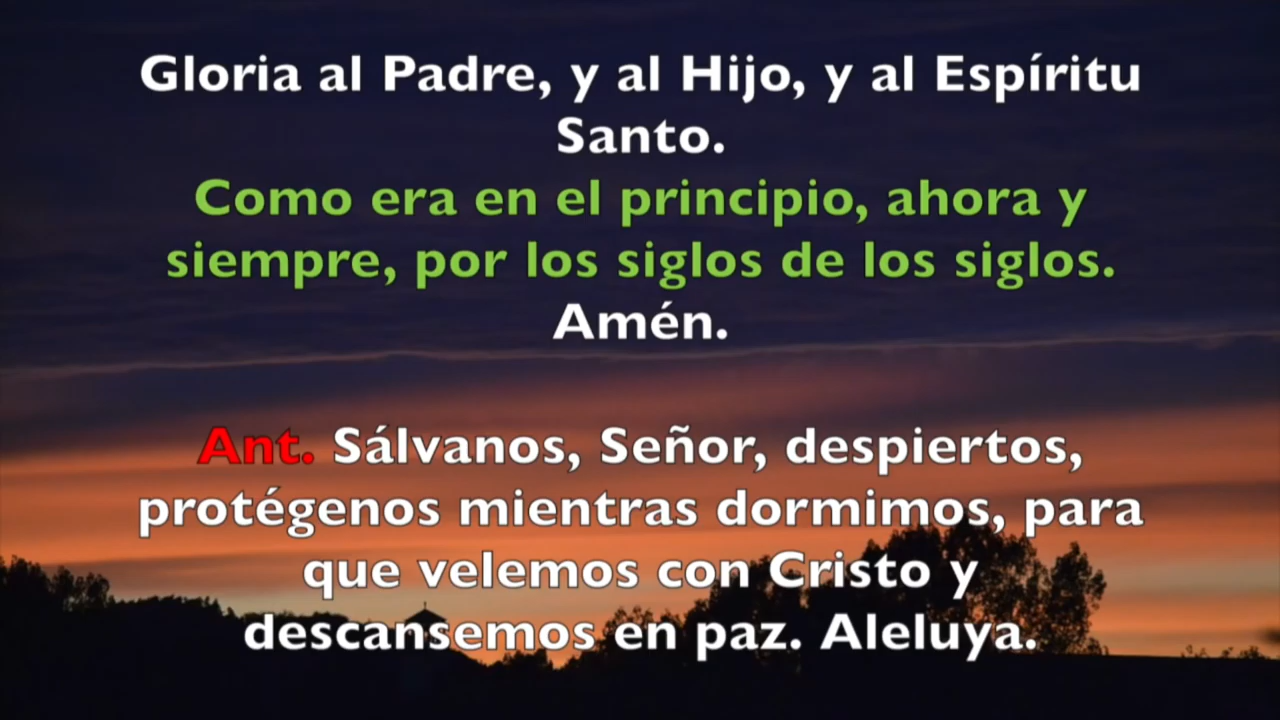 Gloria al Padre, y al Hijo, y al Espíritu
Santo.
Como era en el principio, ahora y
siempre, por los siglos de los siglos.
Amén.
Ant. Sálvanos, Señor, despiertos,
protégenos mientras dormimos, para
que velemos con Cristo y
descansemos en paz. Aleluya.